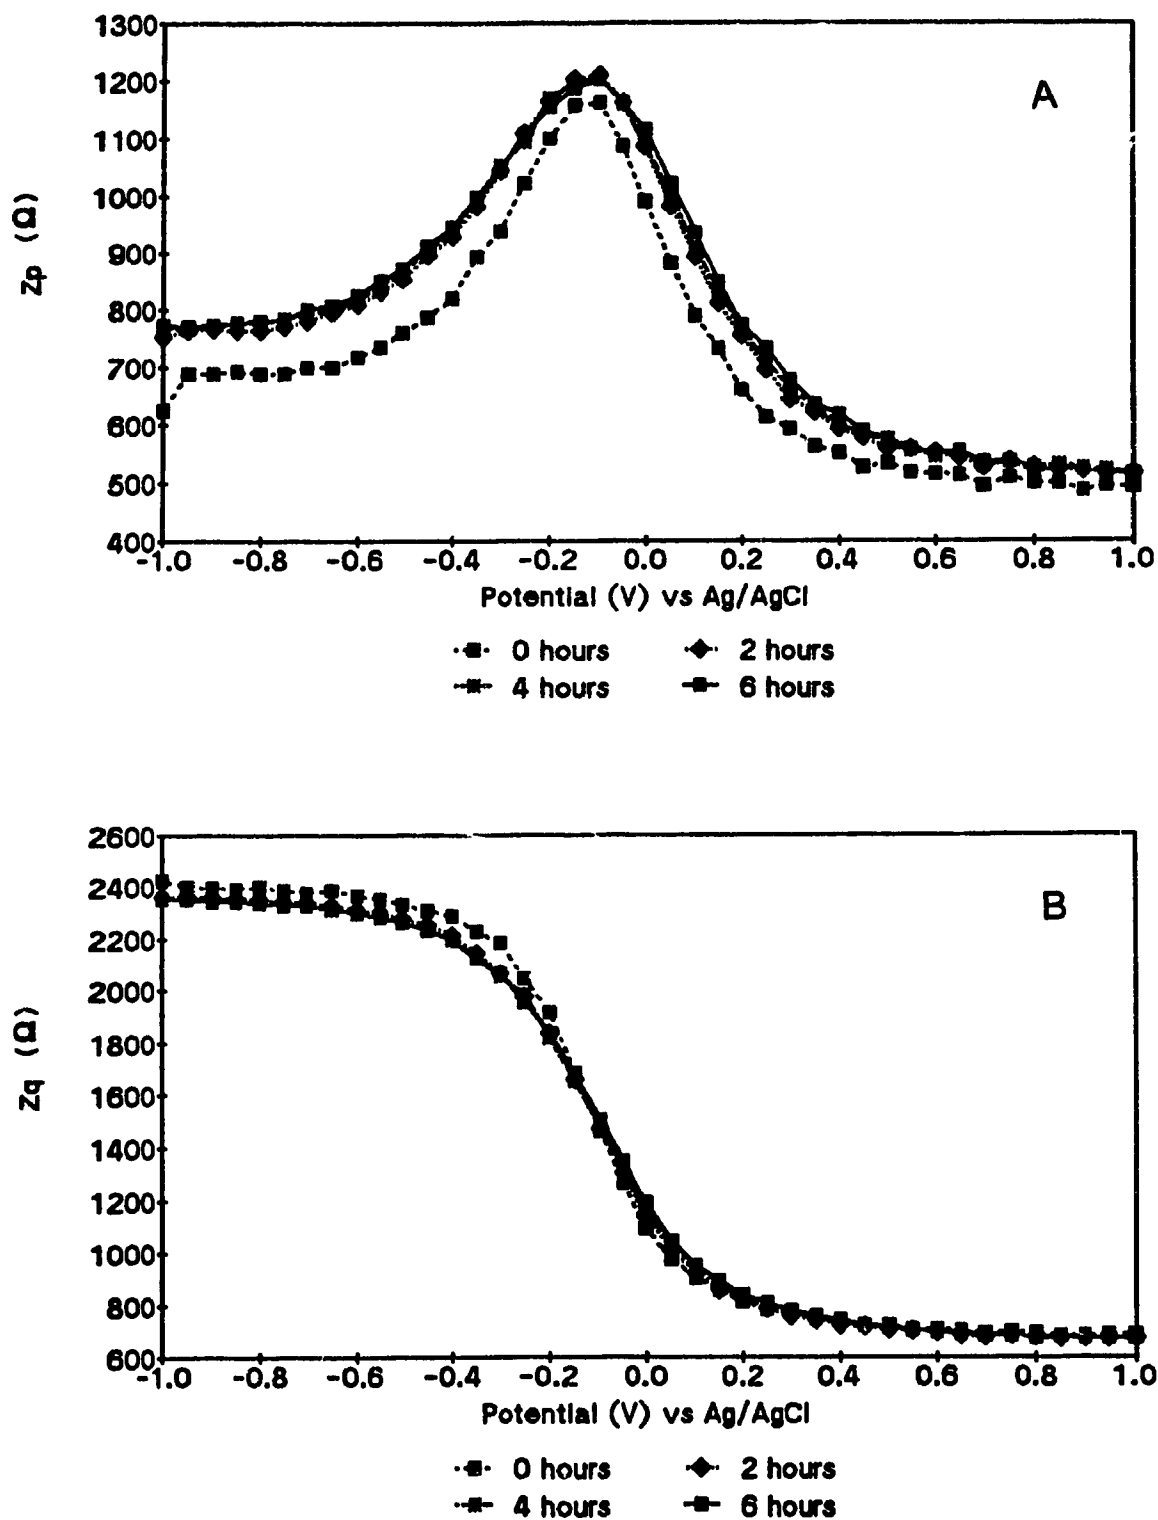 1300
1200
1100
1000
900
800
700
600
500
400
Zp (Ω)
A
-1.0 -0.8 -0.6 -0.4 -0.2 0.0 0.2 0.4 0.6 0.8 1.0
Potential (V) vs Ag/AgCl
0 hours 2 hours
4 hours 6 hours
2600
2400
2200
2000
1800
1600
1400
1200
1000
800
600
Zq (Ω)
B
-1.0 -0.8 -0.6 -0.4 -0.2 0.0 0.2 0.4 0.6 0.8 1.0
Potential (V) vs Ag/AgCl
0 hours 2 hours
4 hours 6 hours